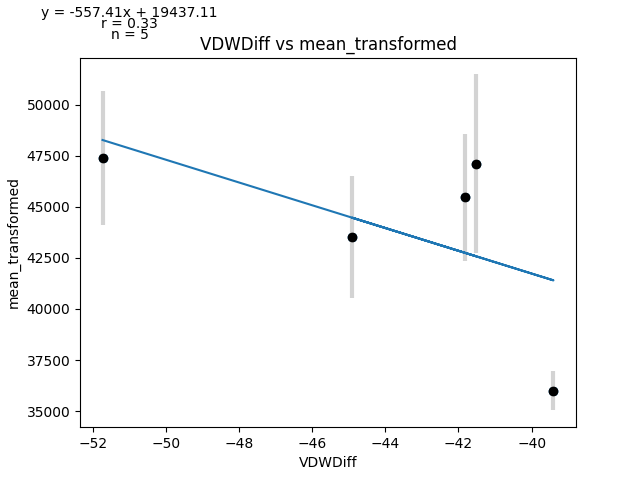 y = -557.41x + 19437.11
r = 0.33
n = 5
VDWDiff vs mean_transformed
mean_transformed
50000
47500
45000
42500
40000
37500
35000
−52
−50
−48
−46
−44
−42
−40
VDWDiff